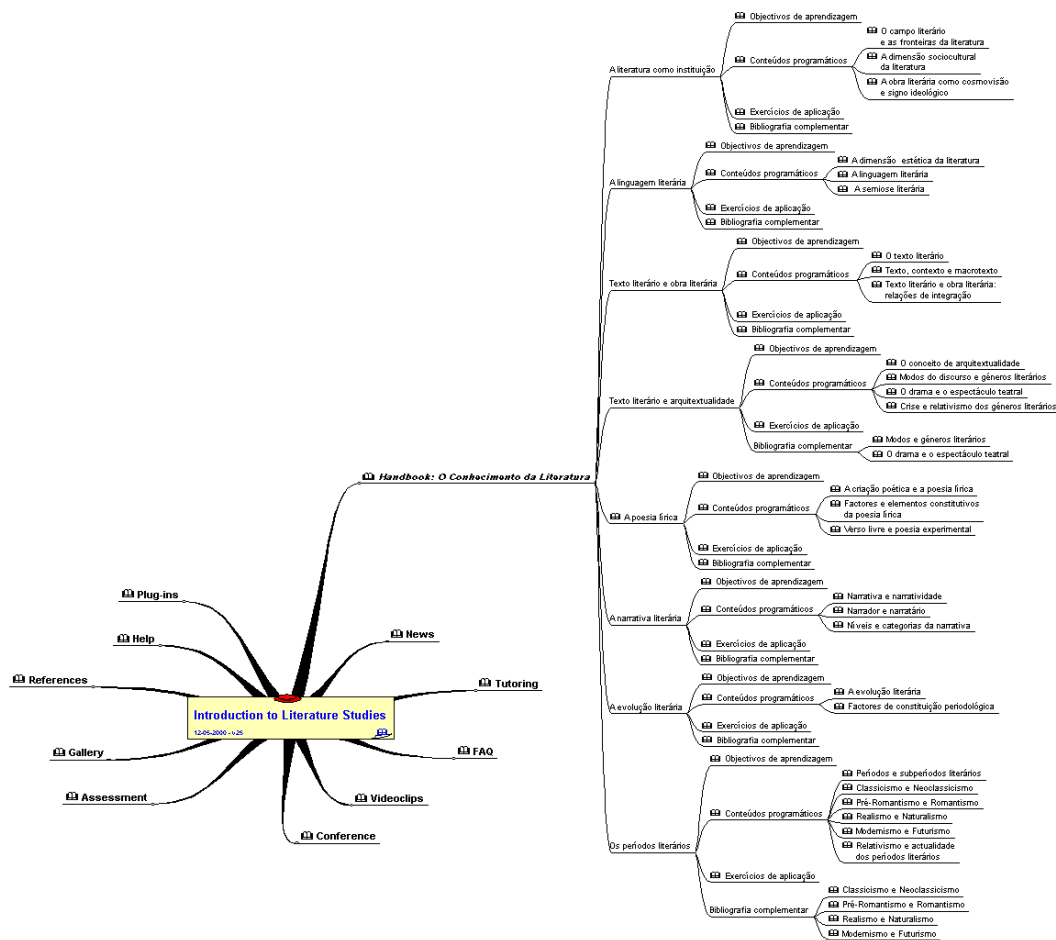 Objectivos de aprendizagem
O campo literário
e as fronteiras da literatura
Conteúdos programáticos
A dimensão sociocultural
da literatura
A literatura como instituição
A obra literária como cosmovisão
e signo ideológico
Exercícios de aplicação
Bibliografia complementar
Objectivos de aprendizagem
A dimensão estética da literatura
Conteúdos programáticos
A linguagem literária
A linguagem literária
A semiose literária
Exercícios de aplicação
Bibliografia complementar
Objectivos de aprendizagem
O texto literário
Conteúdos programáticos
Texto, contexto e macrotexto
Texto literário e obra literária
Texto literário e obra literária:
relações de integração
Exercícios de aplicação
Bibliografia complementar
Objectivos de aprendizagem
O conceito de arquitextualidade
Modos do discurso e géneros literários
Conteúdos programáticos
O drama e o espectáculo teatral
Texto literário e arquitextualidade
Crise e relativismo dos géneros literários
Exercícios de aplicação
Modos e géneros literários
Bibliografia complementar
O drama e o espectáculo teatral
Handbook: O Conhecimento da Literatura
Objectivos de aprendizagem
A criação poética e a poesia lírica
Factores e elementos constitutivos
da poesia lírica
Conteúdos programáticos
A poesia lírica
Verso livre e poesia experimental
Exercícios de aplicação
Bibliografia complementar
Objectivos de aprendizagem
Narrativa e narratividade
Conteúdos programáticos
Narrador e narratário
A narrativa literária
Níveis e categorias da narrativa
Exercícios de aplicação
Bibliografia complementar
Objectivos de aprendizagem
A evolução literária
Conteúdos programáticos
A evolução literária
Factores de constituição periodológica
Exercícios de aplicação
Bibliografia complementar
Objectivos de aprendizagem
Períodos e subperíodos literários
Classicismo e Neoclassicismo
Pré-Romantismo e Romantismo
Conteúdos programáticos
Realismo e Naturalismo
Modernismo e Futurismo
Os períodos literários
Relativismo e actualidade
dos períodos literários
Exercícios de aplicação
Classicismo e Neoclassicismo
Pré-Romantismo e Romantismo
Bibliografia complementar
Realismo e Naturalismo
Modernismo e Futurismo
Plug-ins
Help
News
References
Tutoring
Introduction to Literature Studies
12-05-2000 - v.25
Gallery
FAQ
Assessment
Videoclips
Conference